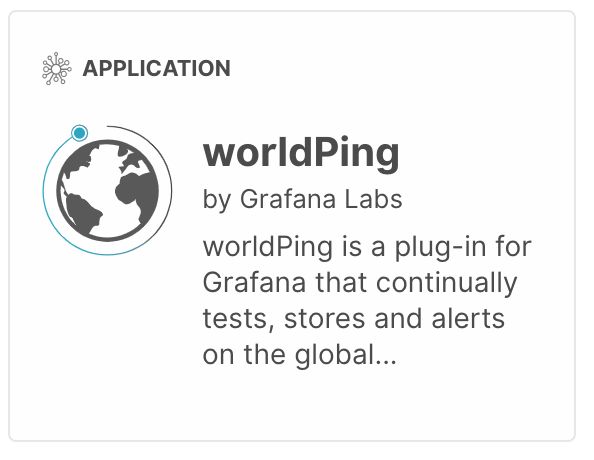 APPLICATION
worldPing
by Grafana Labs
worldPing is a plug-in for
Grafana that continually
tests, stores and alerts
on the global...